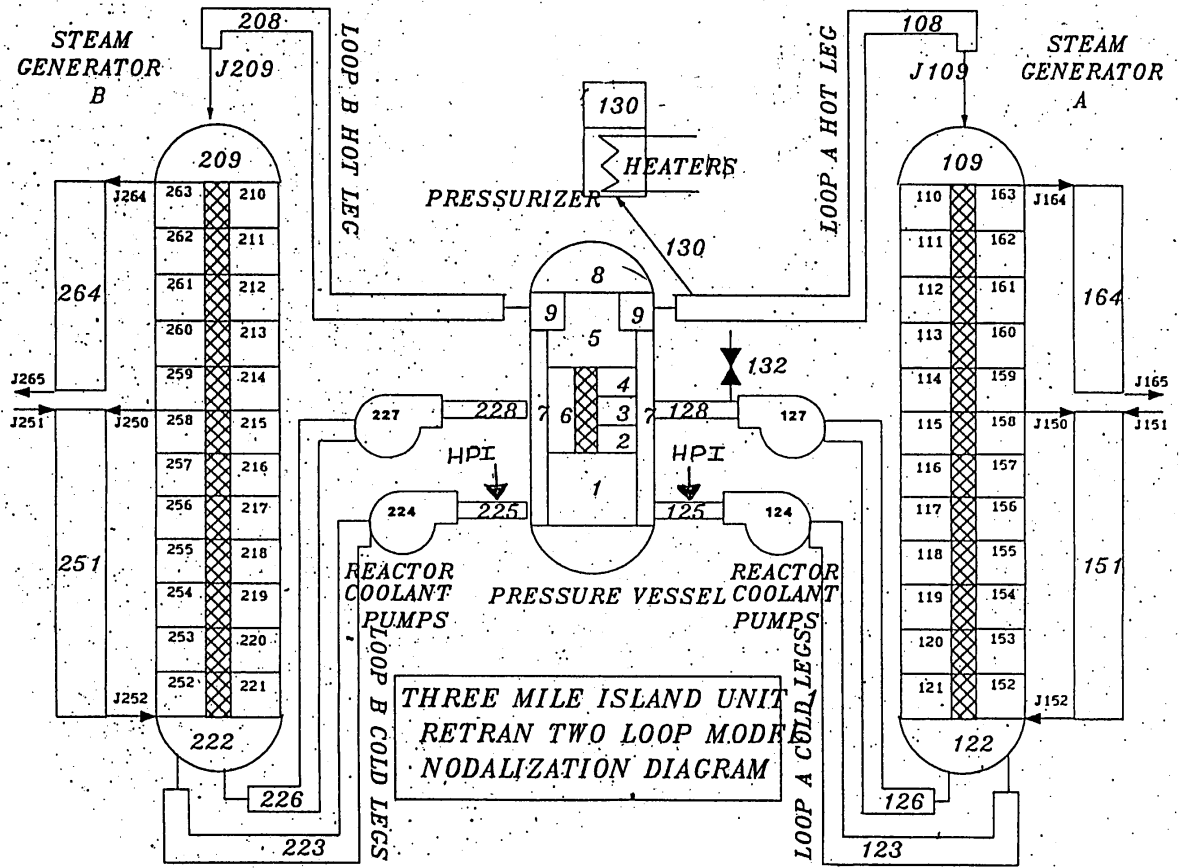 208
108
STEAM
GENERATOR
B
J209
LOOP B HOT LEG
LOOP A HOT LEG
J109
STEAM
GENERATOR
A
130
HEATERS
PRESSURIZER
130
209
109
J264
263
210
110
163
J164
262
211
111
162
264
261
212
112
161
164
260
213
113
160
J265
259
214
114
159
J165
J251
J250
258
215
115
158
J150
J151
257
216
116
157
256
217
117
156
251
255
218
118
155
151
254
219
119
154
253
220
120
153
J252
252
221
121
152
J152
222
122
8
9
9
5
4
3
2
7
6
7
1
132
227
228
128
127
HPI
HPI
224
225
125
124
REACTOR
COOLANT
PUMPS
PRESSURE VESSEL
REACTOR
COOLANT
PUMPS
LOOP B COLD LEGS
LOOP A COLD LEGS
226
223
126
123
THREE MILE ISLAND UNIT 1
RETRAN TWO LOOP MODEL
NODALIZATION DIAGRAM